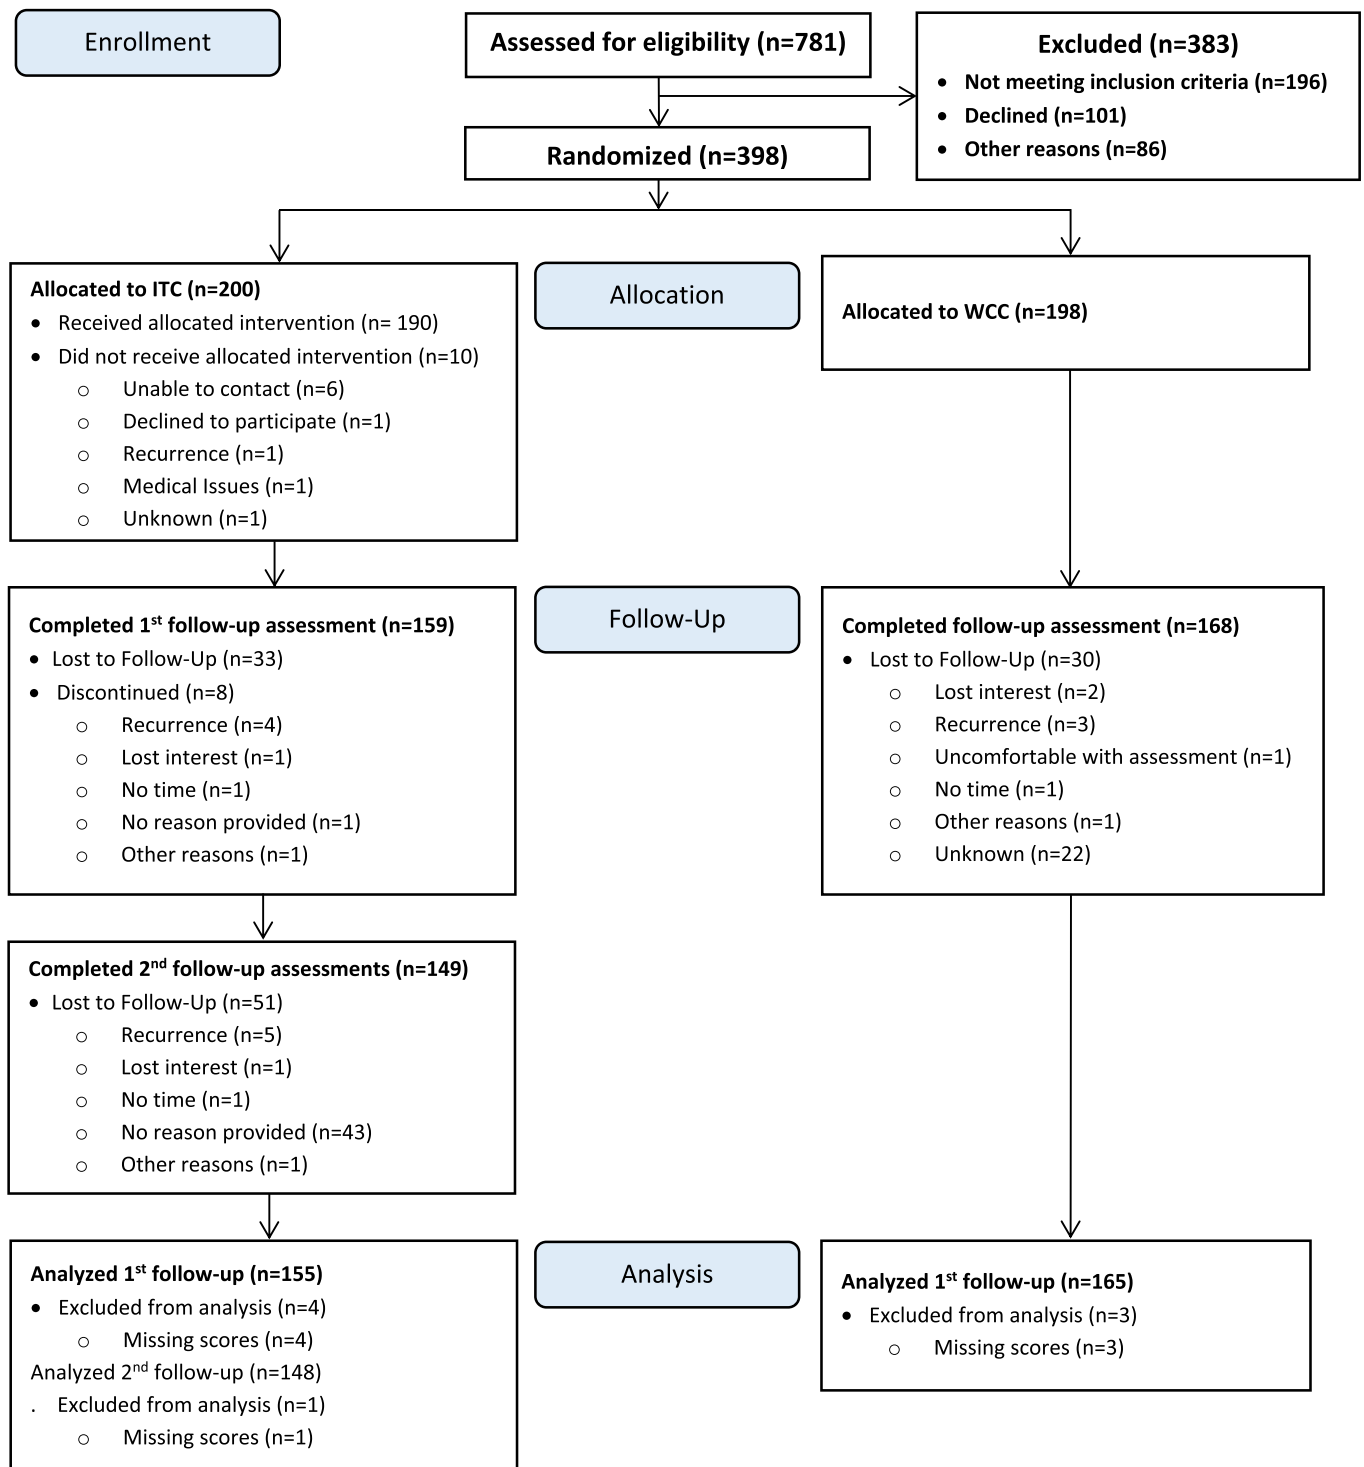 Enrollment
Assessed for eligibility (n=781)
Excluded (n=383)
• Not meeting inclusion criteria (n=196)
• Declined (n=101)
• Other reasons (n=86)
Randomized (n=398)
Allocation
Allocated to ITC (n=200)
• Received allocated intervention (n= 190)
• Did not receive allocated intervention (n=10)
o Unable to contact (n=6)
o Declined to participate (n=1)
o Recurrence (n=1)
o Medical Issues (n=1)
o Unknown (n=1)
Allocated to WCC (n=198)
Follow-Up
Completed 1st follow-up assessment (n=159)
• Lost to Follow-Up (n=33)
• Discontinued (n=8)
o Recurrence (n=4)
o Lost interest (n=1)
o No time (n=1)
o No reason provided (n=1)
o Other reasons (n=1)
Completed follow-up assessment (n=168)
• Lost to Follow-Up (n=30)
o Lost interest (n=2)
o Recurrence (n=3)
o Uncomfortable with assessment (n=1)
o No time (n=1)
o Other reasons (n=1)
o Unknown (n=22)
Completed 2nd follow-up assessments (n=149)
• Lost to Follow-Up (n=51)
o Recurrence (n=5)
o Lost interest (n=1)
o No time (n=1)
o No reason provided (n=43)
o Other reasons (n=1)
Analysis
Analyzed 1st follow-up (n=155)
• Excluded from analysis (n=4)
o Missing scores (n=4)
Analyzed 2nd follow-up (n=148)
. Excluded from analysis (n=1)
o Missing scores (n=1)
Analyzed 1st follow-up (n=165)
• Excluded from analysis (n=3)
o Missing scores (n=3)